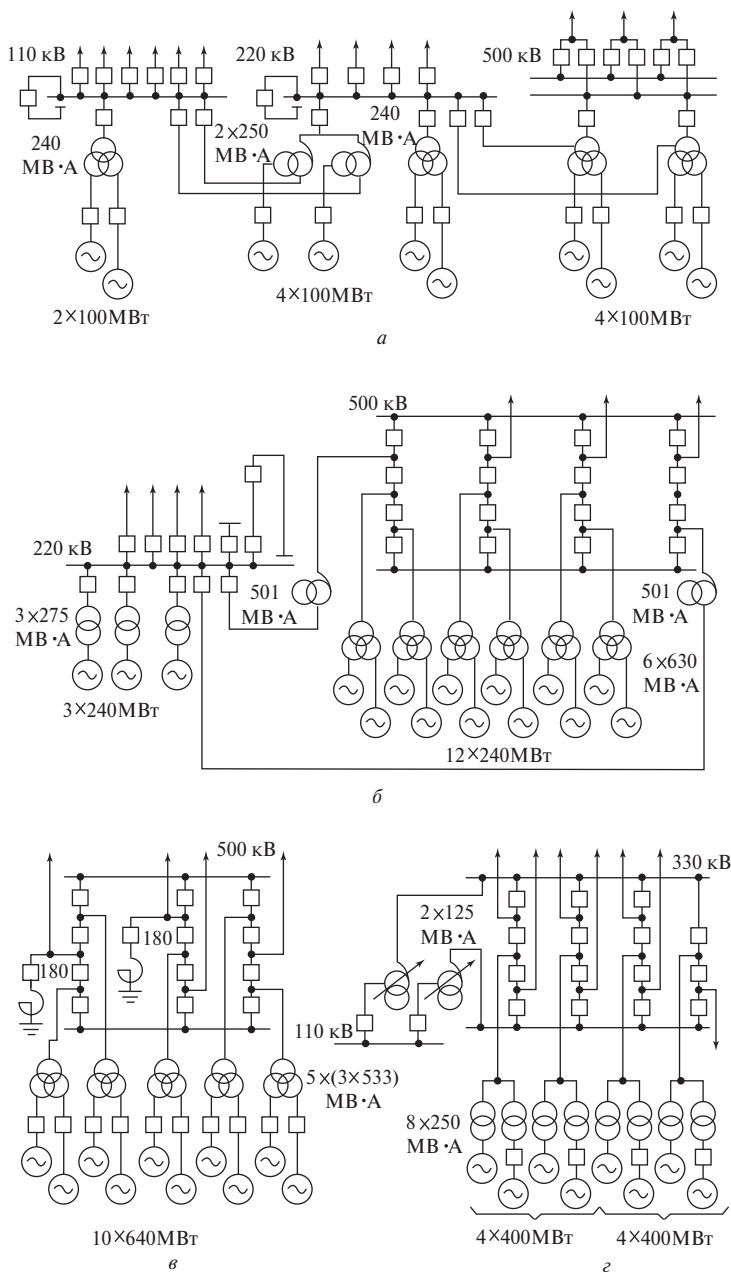 110 кВ
220 кВ
500 кВ
240
МВ·А
2×250
МВ·А
240
МВ·А
2×100МВт
4×100МВт
4×100МВт
а
500 кВ
220 кВ
501
МВ·А
501
МВ·А
3×275
МВ·А
6×630
МВ·А
3×240МВт
12×240МВт
б
500 кВ
180
180
5×(3×533)
МВ·А
10×640МВт
в
330 кВ
2×125
МВ·А
110 кВ
8×250
МВ·А
4×400МВт
4×400МВт
г